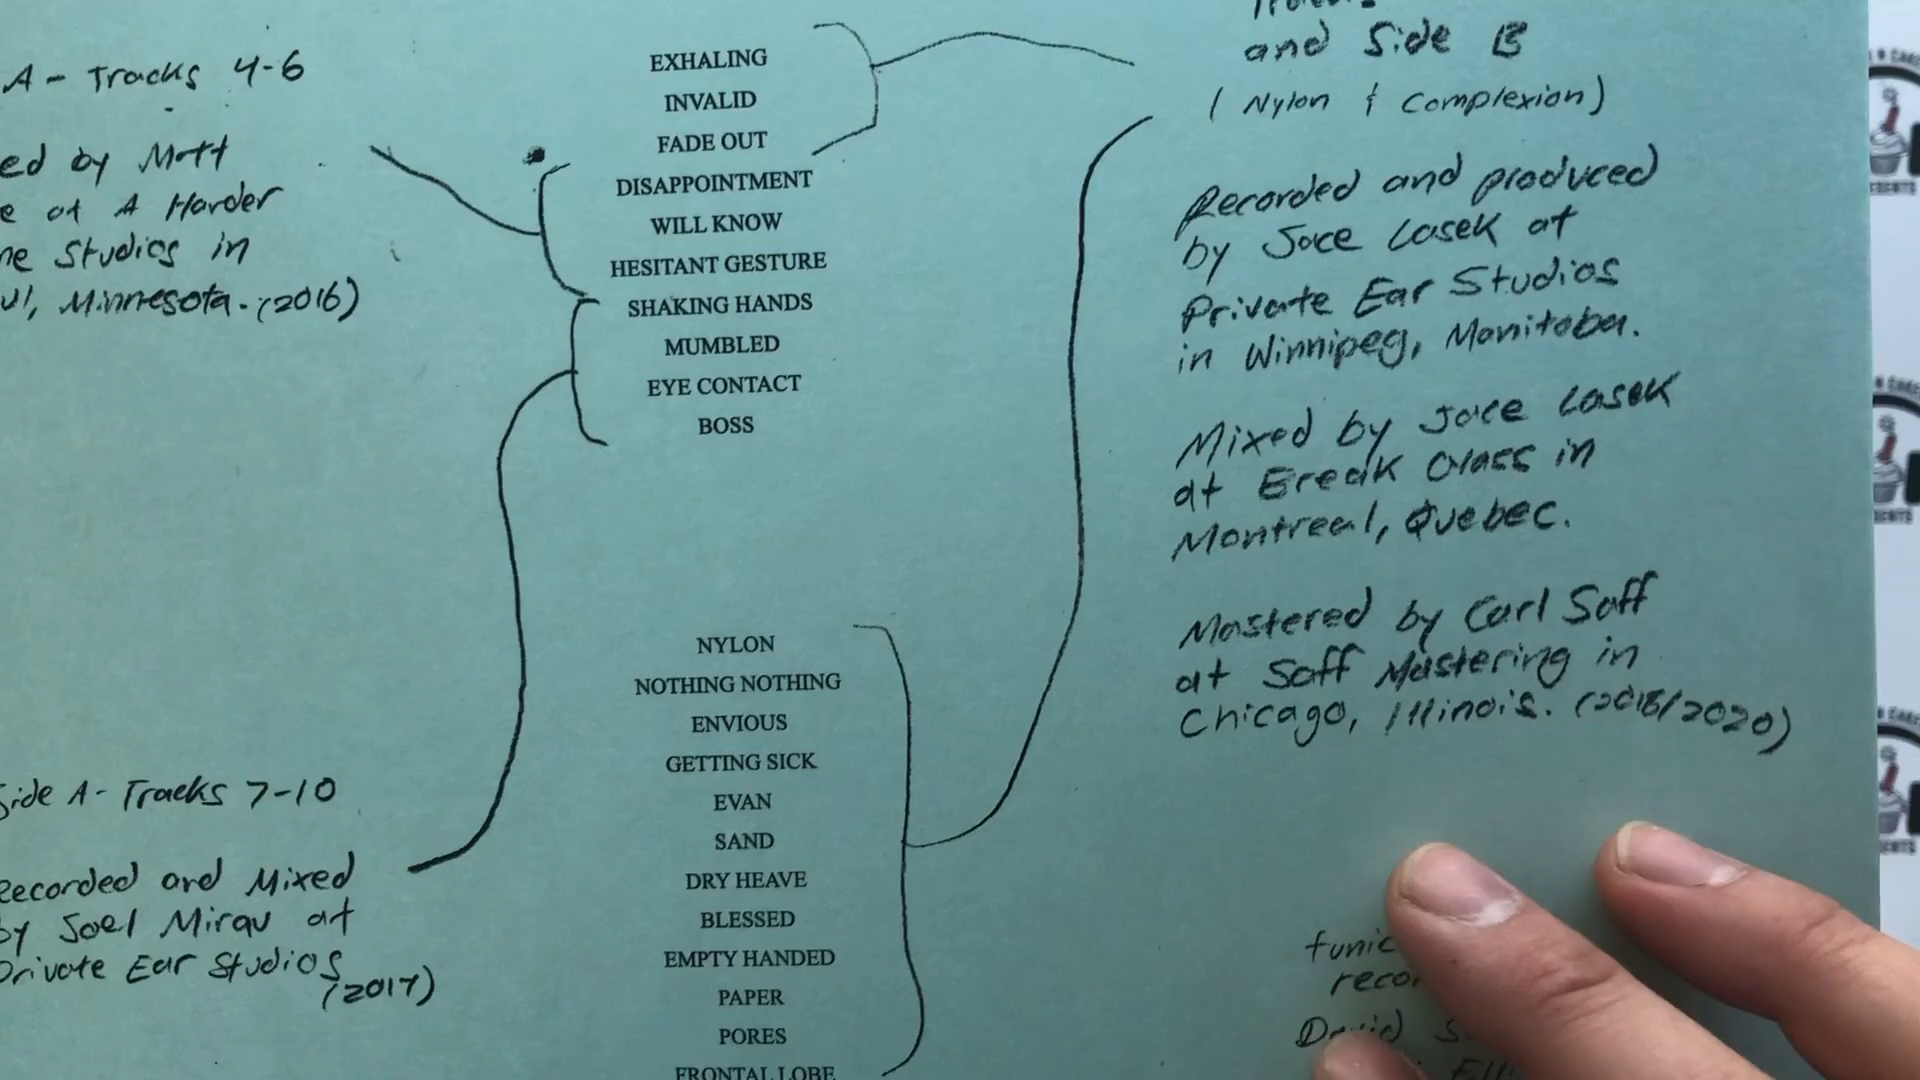 A - Tracks 4-6
ed by Matt
e at A Harder
ne Studios in
ul, Minnesota. (2016)
Side A - Tracks 7-10
Recorded and Mixed
by Joel Mirau at
Private Ear Studios
(2017)
EXHALING
INVALID
FADE OUT
DISAPPOINTMENT
WILL KNOW
HESITANT GESTURE
SHAKING HANDS
MUMBLED
EYE CONTACT
BOSS
NYLON
NOTHING NOTHING
ENVIOUS
GETTING SICK
EVAN
SAND
DRY HEAVE
BLESSED
EMPTY HANDED
PAPER
PORES
FRONTAL LOBE
and Side B
(Nylon & Complexion)
Recorded and produced
by Jace Lasek at
Private Ear Studios
in Winnipeg, Manitoba.
Mixed by Jace Lasek
at Break Glass in
Montreal, Quebec.
Mastered by Carl Saff
at Saff Mastering in
Chicago, Illinois. (2018/2020)
tunic
recor
David S